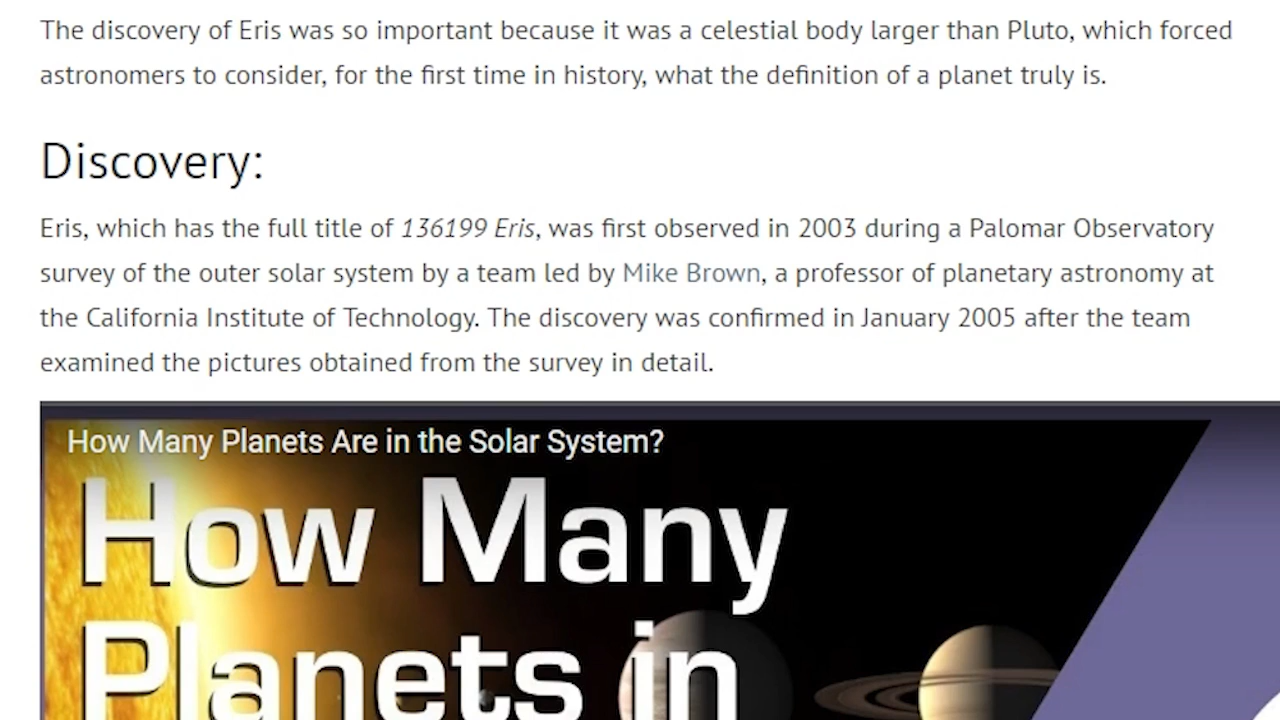 The discovery of Eris was so important because it was a celestial body larger than Pluto, which forced
astronomers to consider, for the first time in history, what the definition of a planet truly is.
Discovery:
Eris, which has the full title of 136199 Eris, was first observed in 2003 during a Palomar Observatory
survey of the outer solar system by a team led by Mike Brown, a professor of planetary astronomy at
the California Institute of Technology. The discovery was confirmed in January 2005 after the team
examined the pictures obtained from the survey in detail.
How Many Planets Are in the Solar System?
How Many
Planets in